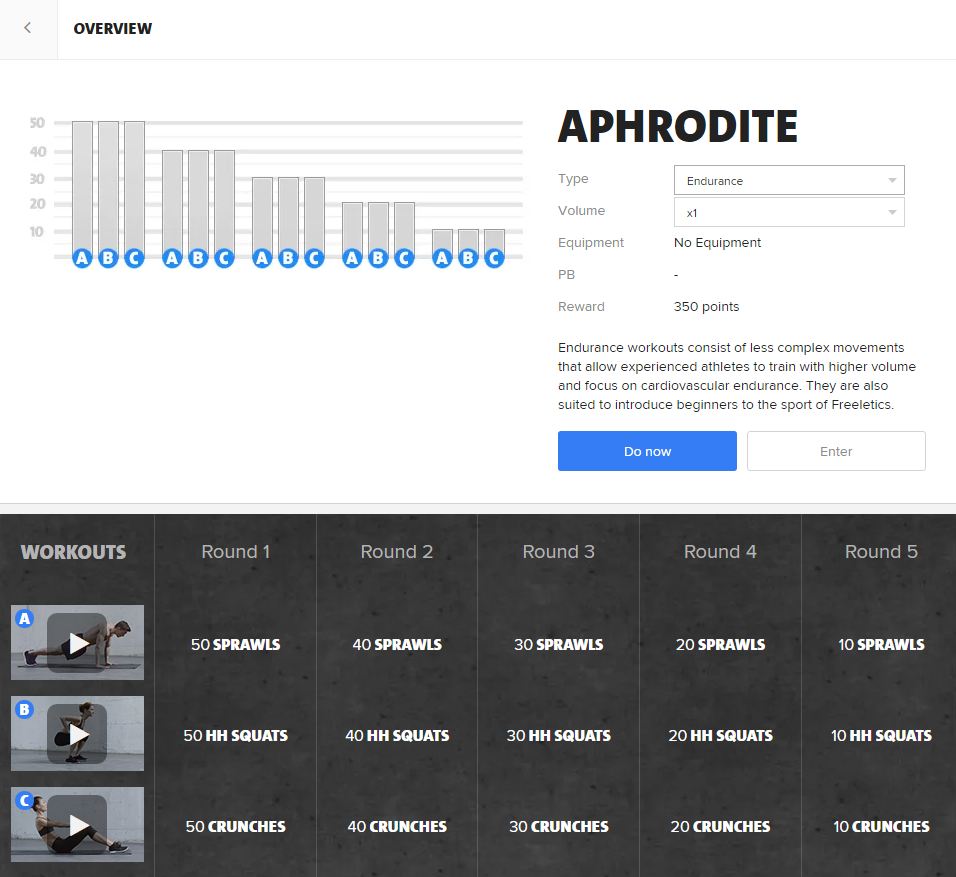 OVERVIEW
50
40
30
20
10
A B C A B C A B C A B C A B C
APHRODITE
Type Endurance
Volume x1
Equipment No Equipment
PB -
Reward 350 points
Endurance workouts consist of less complex movements
that allow experienced athletes to train with higher volume
and focus on cardiovascular endurance. They are also
suited to introduce beginners to the sport of Freeletics.
Do now Enter
WORKOUTS Round 1 Round 2 Round 3 Round 4 Round 5
A
50 SPRAWLS 40 SPRAWLS 30 SPRAWLS 20 SPRAWLS 10 SPRAWLS
B
50 HH SQUATS 40 HH SQUATS 30 HH SQUATS 20 HH SQUATS 10 HH SQUATS
C
50 CRUNCHES 40 CRUNCHES 30 CRUNCHES 20 CRUNCHES 10 CRUNCHES